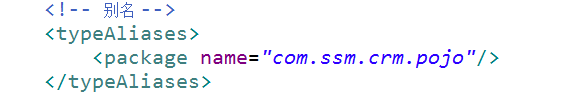 <!-- 别名 -->
<typeAliases>
<package name="com.ssm.crm.pojo"/>
</typeAliases>